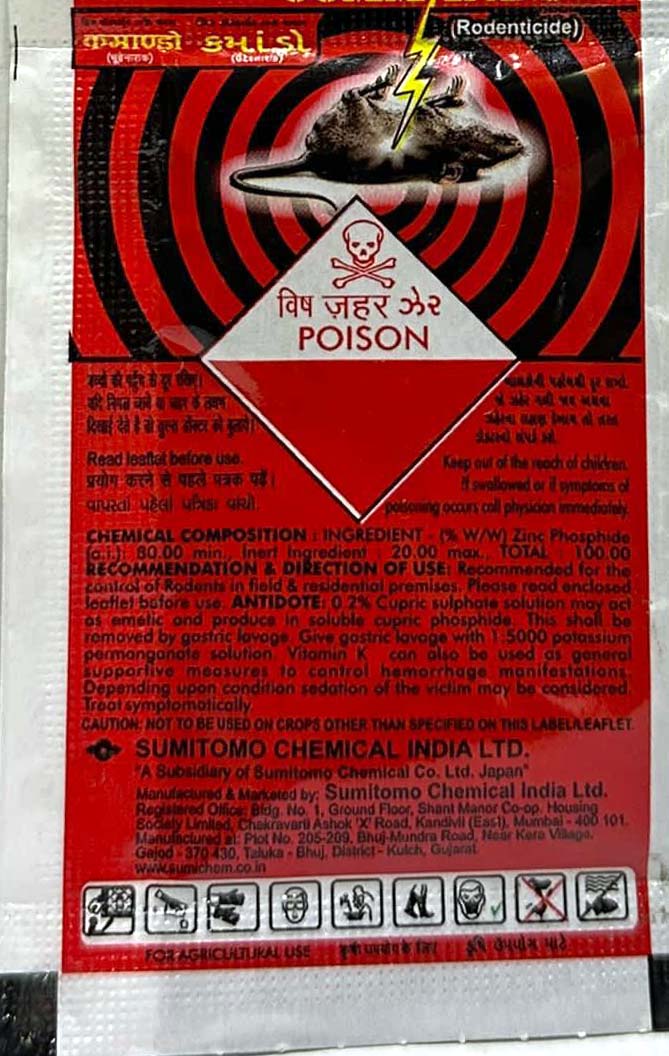 (Rodenticide)
कमाण्डो કમાંડો
(चूहानाशक) (ઉંદરનાશક)
विष ज़हर ઝેર
POISON
बच्चों की पहुँच से दूर रखिए।
दिखाई देते है तो तुरन्त डॉक्टर को बुलायें।
Read leaflet before use.
प्रयोग करने से पहले पत्रक पढ़ें।
વાપરતાં પહેલાં પત્રિકા વાંચો.
Keep out of the reach of children.
If swallowed or if symptoms of
poisoning occurs call physician immediately.
CHEMICAL COMPOSITION : INGREDIENT - (% W/W) Zinc Phosphide
(a.i.): 80.00 min., Inert Ingredient : 20.00 max., TOTAL : 100.00
RECOMMENDATION & DIRECTION OF USE: Recommended for the
control of Rodents in field & residential premises. Please read enclosed
leaflet before use. ANTIDOTE: 0.2% Cupric sulphate solution may act
as emetic and produce in soluble cupric phosphide. This shall be
removed by gastric lavage. Give gastric lavage with 1:5000 potassium
permanganate solution. Vitamin K can also be used as general
supportive measures to control hemorrhage manifestations.
Depending upon condition sedation of the victim may be considered.
Treat symptomatically.
CAUTION: NOT TO BE USED ON CROPS OTHER THAN SPECIFIED ON THIS LABEL/LEAFLET.
SUMITOMO CHEMICAL INDIA LTD.
"A Subsidiary of Sumitomo Chemical Co. Ltd. Japan"
Manufactured & Marketed by: Sumitomo Chemical India Ltd.
Registered Office: Bldg. No. 1, Ground Floor, Shant Manor Co-op. Housing
Society Limited, Chakravarti Ashok 'X' Road, Kandivli (East), Mumbai - 400 101.
Manufactured at: Plot No. 205-209, Bhuj-Mundra Road, Near Kera Village,
Gajod - 370 430, Taluka - Bhuj, District - Kutch, Gujarat.
www.sumichem.co.in
FOR AGRICULTURAL USE कृषी उपयोग के लिए કૃષિ ઉપયોગ માટે